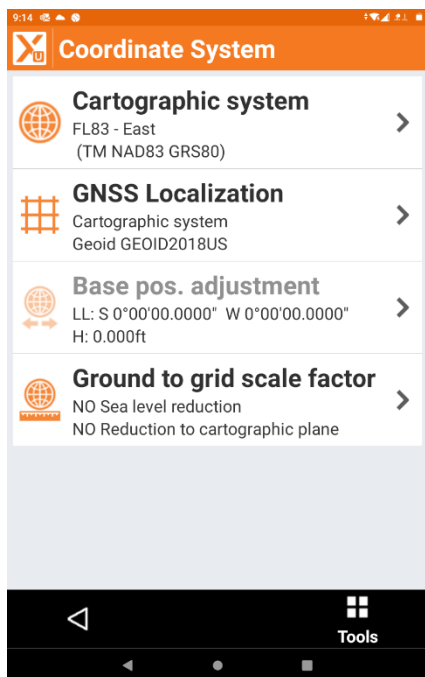 9:14
XU
Coordinate System
Cartographic system
FL83 - East
(TM NAD83 GRS80)
GNSS Localization
Cartographic system
Geoid GEOID2018US
Base pos. adjustment
LL: S 0°00'00.0000" W 0°00'00.0000"
H: 0.000ft
Ground to grid scale factor
NO Sea level reduction
NO Reduction to cartographic plane
Tools